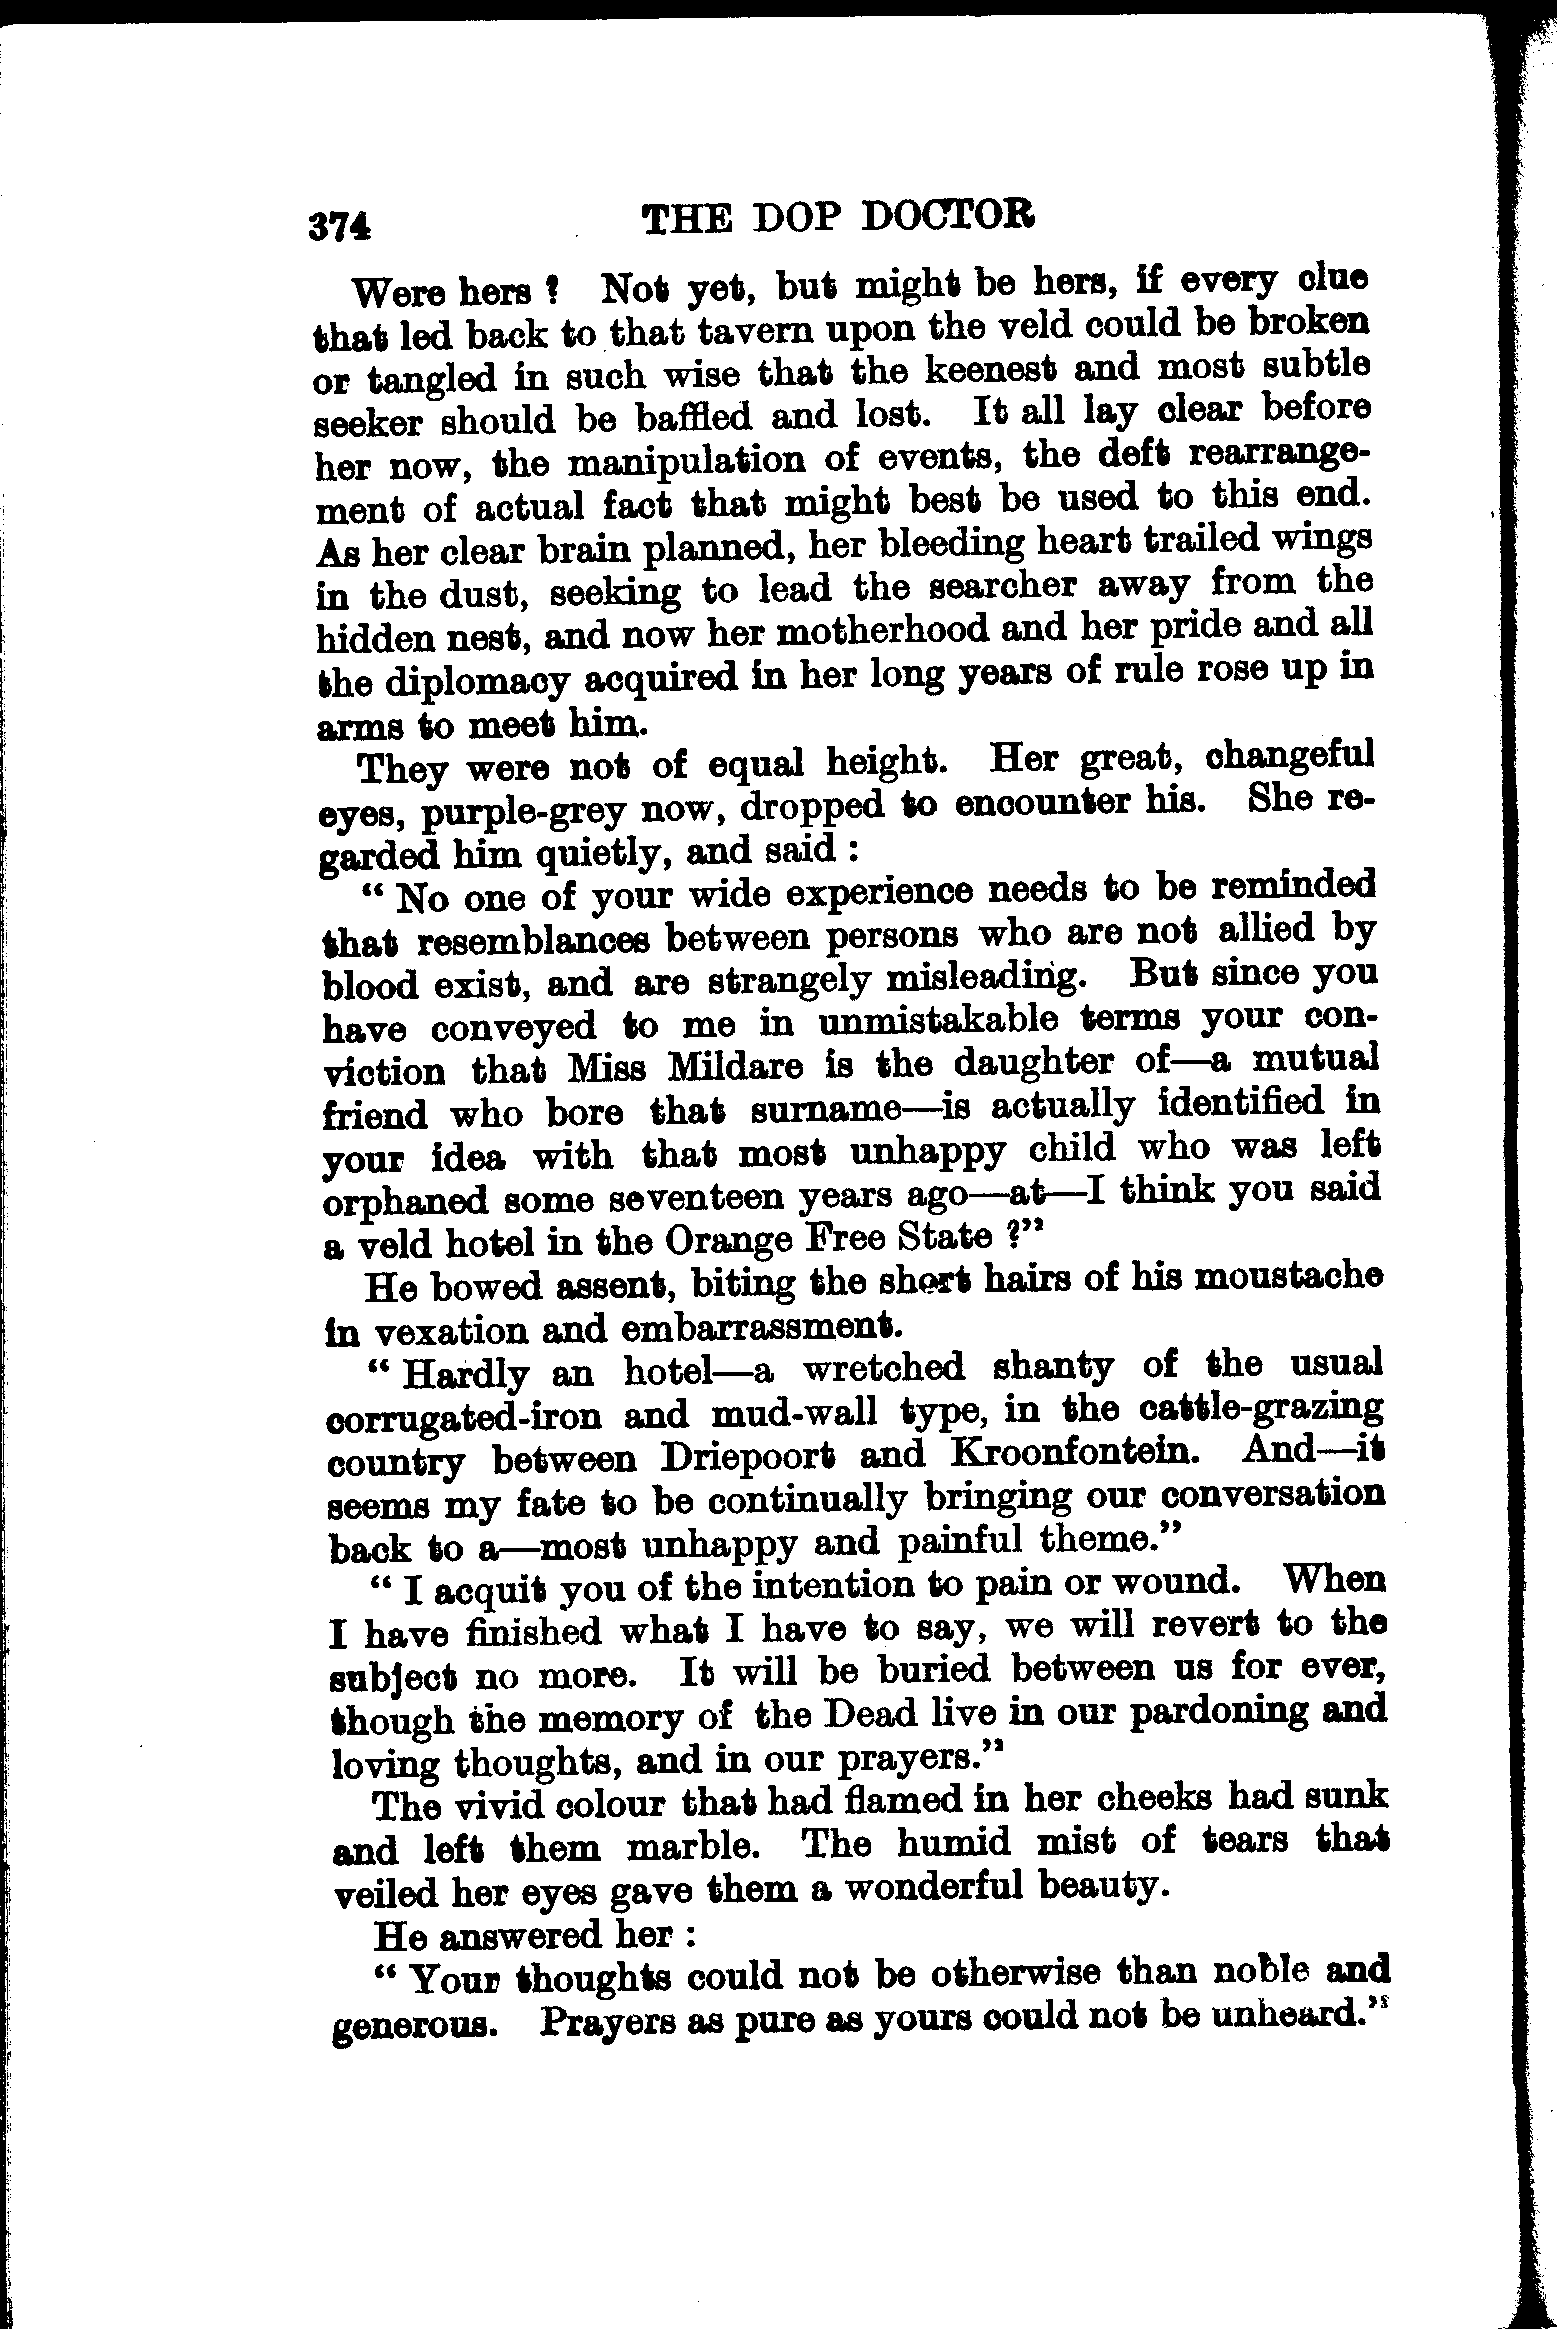 374 THE DOP DOCTOR
Were hers ? Not yet, but might be hers, if every clue
that led back to that tavern upon the veld could be broken
or tangled in such wise that the keenest and most subtle
seeker should be baffled and lost. It all lay clear before
her now, the manipulation of events, the deft rearrange-
ment of actual fact that might best be used to this end.
As her clear brain planned, her bleeding heart trailed wings
in the dust, seeking to lead the searcher away from the
hidden nest, and now her motherhood and her pride and all
the diplomacy acquired in her long years of rule rose up in
arms to meet him.
They were not of equal height. Her great, changeful
eyes, purple-grey now, dropped to encounter his. She re-
garded him quietly, and said :
“ No one of your wide experience needs to be reminded
that resemblances between persons who are not allied by
blood exist, and are strangely misleading. But since you
have conveyed to me in unmistakable terms your con-
viction that Miss Mildare is the daughter of—a mutual
friend who bore that surname—is actually identified in
your idea with that most unhappy child who was left
orphaned some seventeen years ago—at—I think you said
a veld hotel in the Orange Free State ?”
He bowed assent, biting the short hairs of his moustache
in vexation and embarrassment.
“ Hardly an hotel—a wretched shanty of the usual
corrugated-iron and mud-wall type, in the cattle-grazing
country between Driepoort and Kroonfontein. And—it
seems my fate to be continually bringing our conversation
back to a—most unhappy and painful theme.”
“ I acquit you of the intention to pain or wound. When
I have finished what I have to say, we will revert to the
subject no more. It will be buried between us for ever,
though the memory of the Dead live in our pardoning and
loving thoughts, and in our prayers.”
The vivid colour that had flamed in her cheeks had sunk
and left them marble. The humid mist of tears that
veiled her eyes gave them a wonderful beauty.
He answered her :
“ Your thoughts could not be otherwise than noble and
generous. Prayers as pure as yours could not be unheard.”